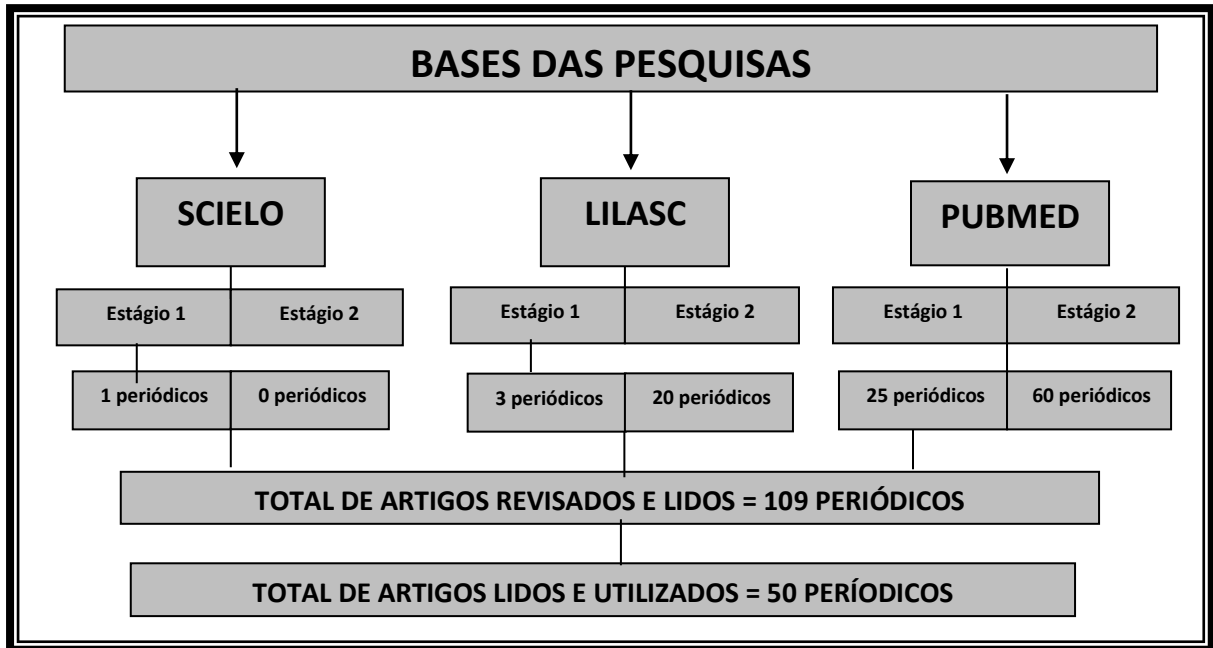 BASES DAS PESQUISAS
SCIELO
LILASC
PUBMED
Estágio 1
Estágio 2
Estágio 1
Estágio 2
Estágio 1
Estágio 2
1 periódicos
0 periódicos
3 periódicos
20 periódicos
25 periódicos
60 periódicos
TOTAL DE ARTIGOS REVISADOS E LIDOS = 109 PERIÓDICOS
TOTAL DE ARTIGOS LIDOS E UTILIZADOS = 50 PERÍODICOS